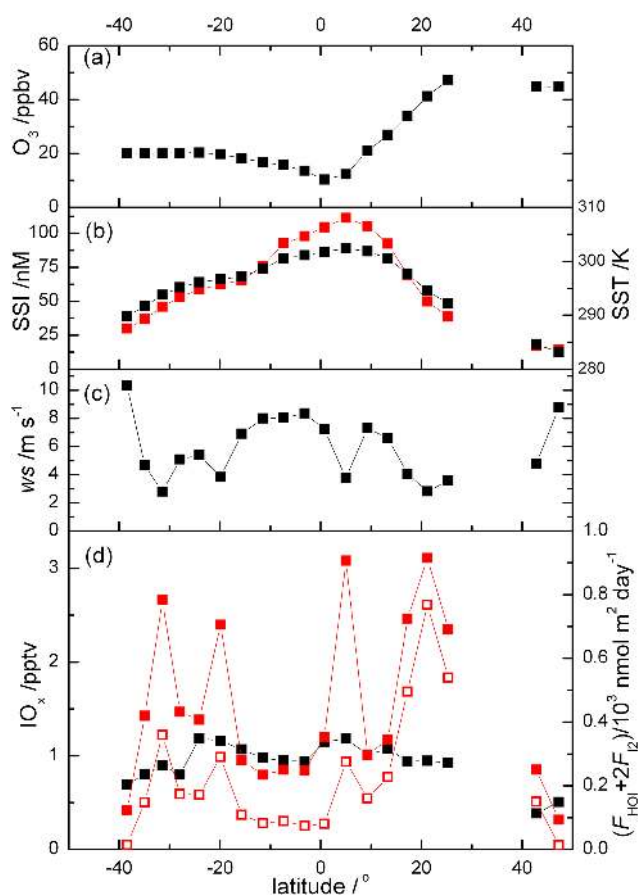 -40 -20 0 20 40
(a)
O3 /ppbv
60
40
20
0
(b)
SSI /nM
100
75
50
25
0
SST /K
310
300
290
280
(c)
ws /m s-1
10
8
6
4
2
0
(d)
IOx /pptv
3
2
1
0
(FHOI +2FI2)/10³ nmol m² day-1
1.0
0.8
0.6
0.4
0.2
0.0
-40 -20 0 20 40
latitude / °